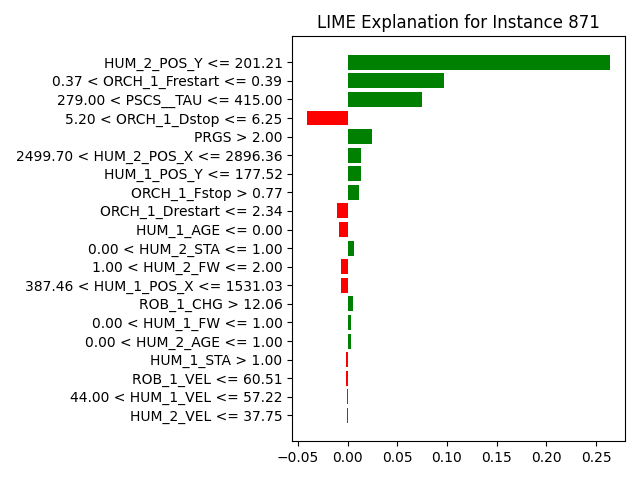 LIME Explanation for Instance 871
HUM_2_POS_Y <= 201.21
0.37 < ORCH_1_Frestart <= 0.39
279.00 < PSCS__TAU <= 415.00
5.20 < ORCH_1_Dstop <= 6.25
PRGS > 2.00
2499.70 < HUM_2_POS_X <= 2896.36
HUM_1_POS_Y <= 177.52
ORCH_1_Fstop > 0.77
ORCH_1_Drestart <= 2.34
HUM_1_AGE <= 0.00
0.00 < HUM_2_STA <= 1.00
1.00 < HUM_2_FW <= 2.00
387.46 < HUM_1_POS_X <= 1531.03
ROB_1_CHG > 12.06
0.00 < HUM_1_FW <= 1.00
0.00 < HUM_2_AGE <= 1.00
HUM_1_STA > 1.00
ROB_1_VEL <= 60.51
44.00 < HUM_1_VEL <= 57.22
HUM_2_VEL <= 37.75
−0.05 0.00 0.05 0.10 0.15 0.20 0.25